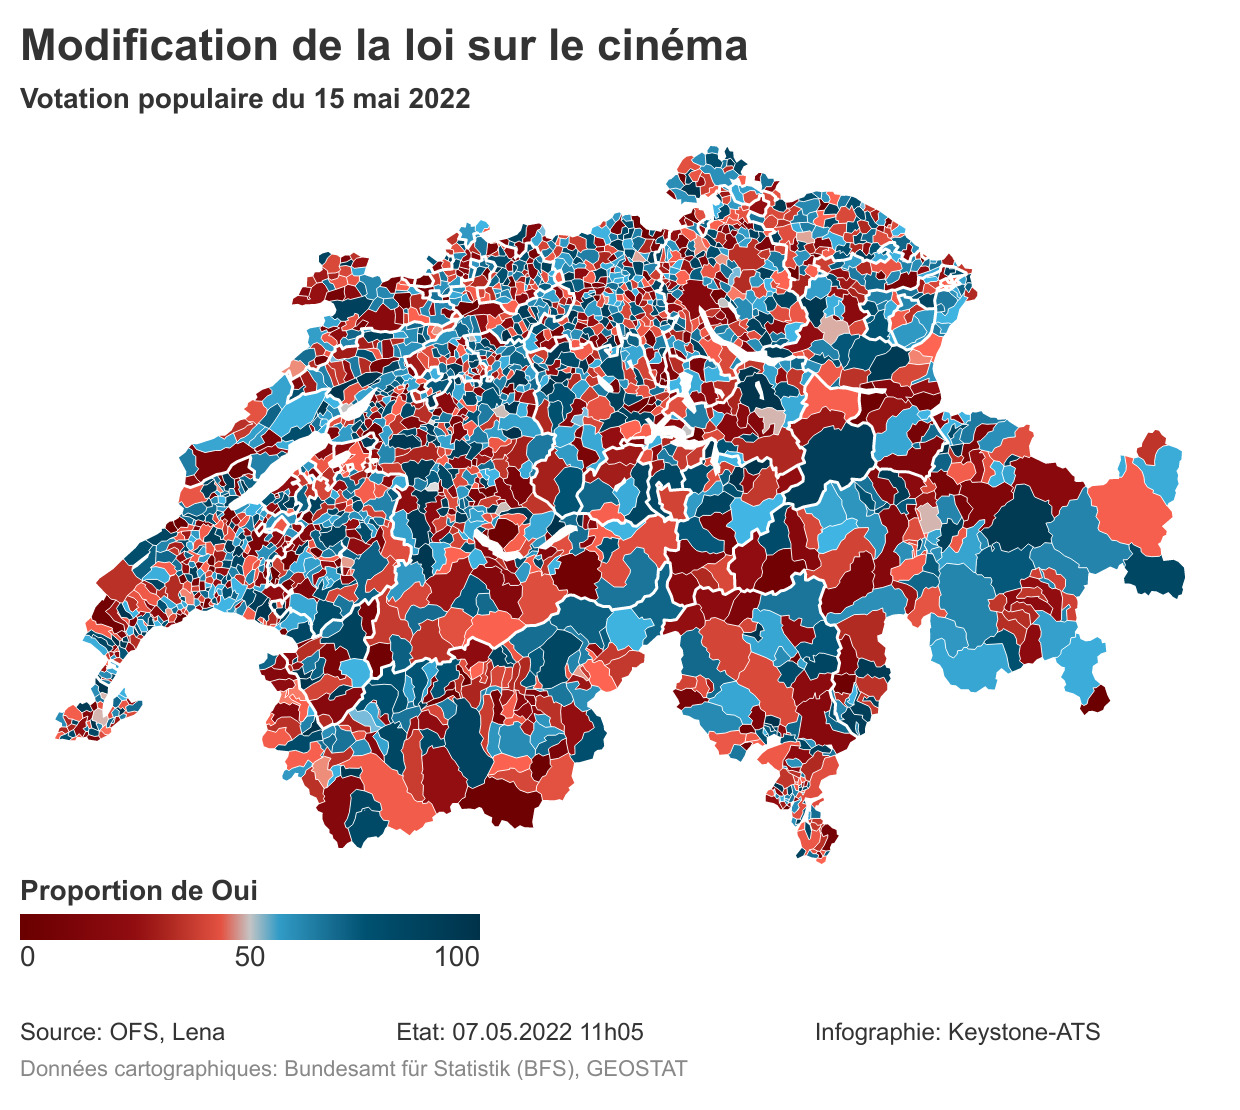 Modification de la loi sur le cinéma
Votation populaire du 15 mai 2022
Proportion de Oui
0 50 100
Source: OFS, Lena Etat: 07.05.2022 11h05 Infographie: Keystone-ATS
Données cartographiques: Bundesamt für Statistik (BFS), GEOSTAT